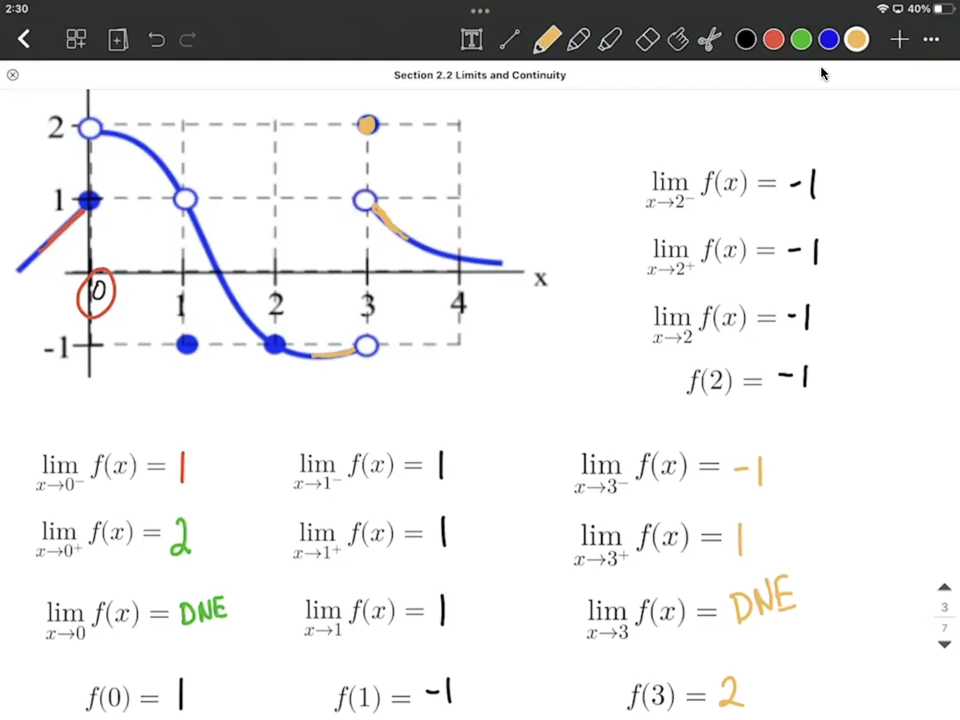 2:30
40%
T
Section 2.2 Limits and Continuity
2
1
0
1
2
3
4
x
-1
lim f(x) = -1
x→2⁻
lim f(x) = -1
x→2⁺
lim f(x) = -1
x→2
f(2) = -1
lim f(x) = 1
x→0⁻
lim f(x) = 2
x→0⁺
lim f(x) = DNE
x→0
f(0) = 1
lim f(x) = 1
x→1⁻
lim f(x) = 1
x→1⁺
lim f(x) = 1
x→1
f(1) = -1
lim f(x) = -1
x→3⁻
lim f(x) = 1
x→3⁺
lim f(x) = DNE
x→3
f(3) = 2
3
7